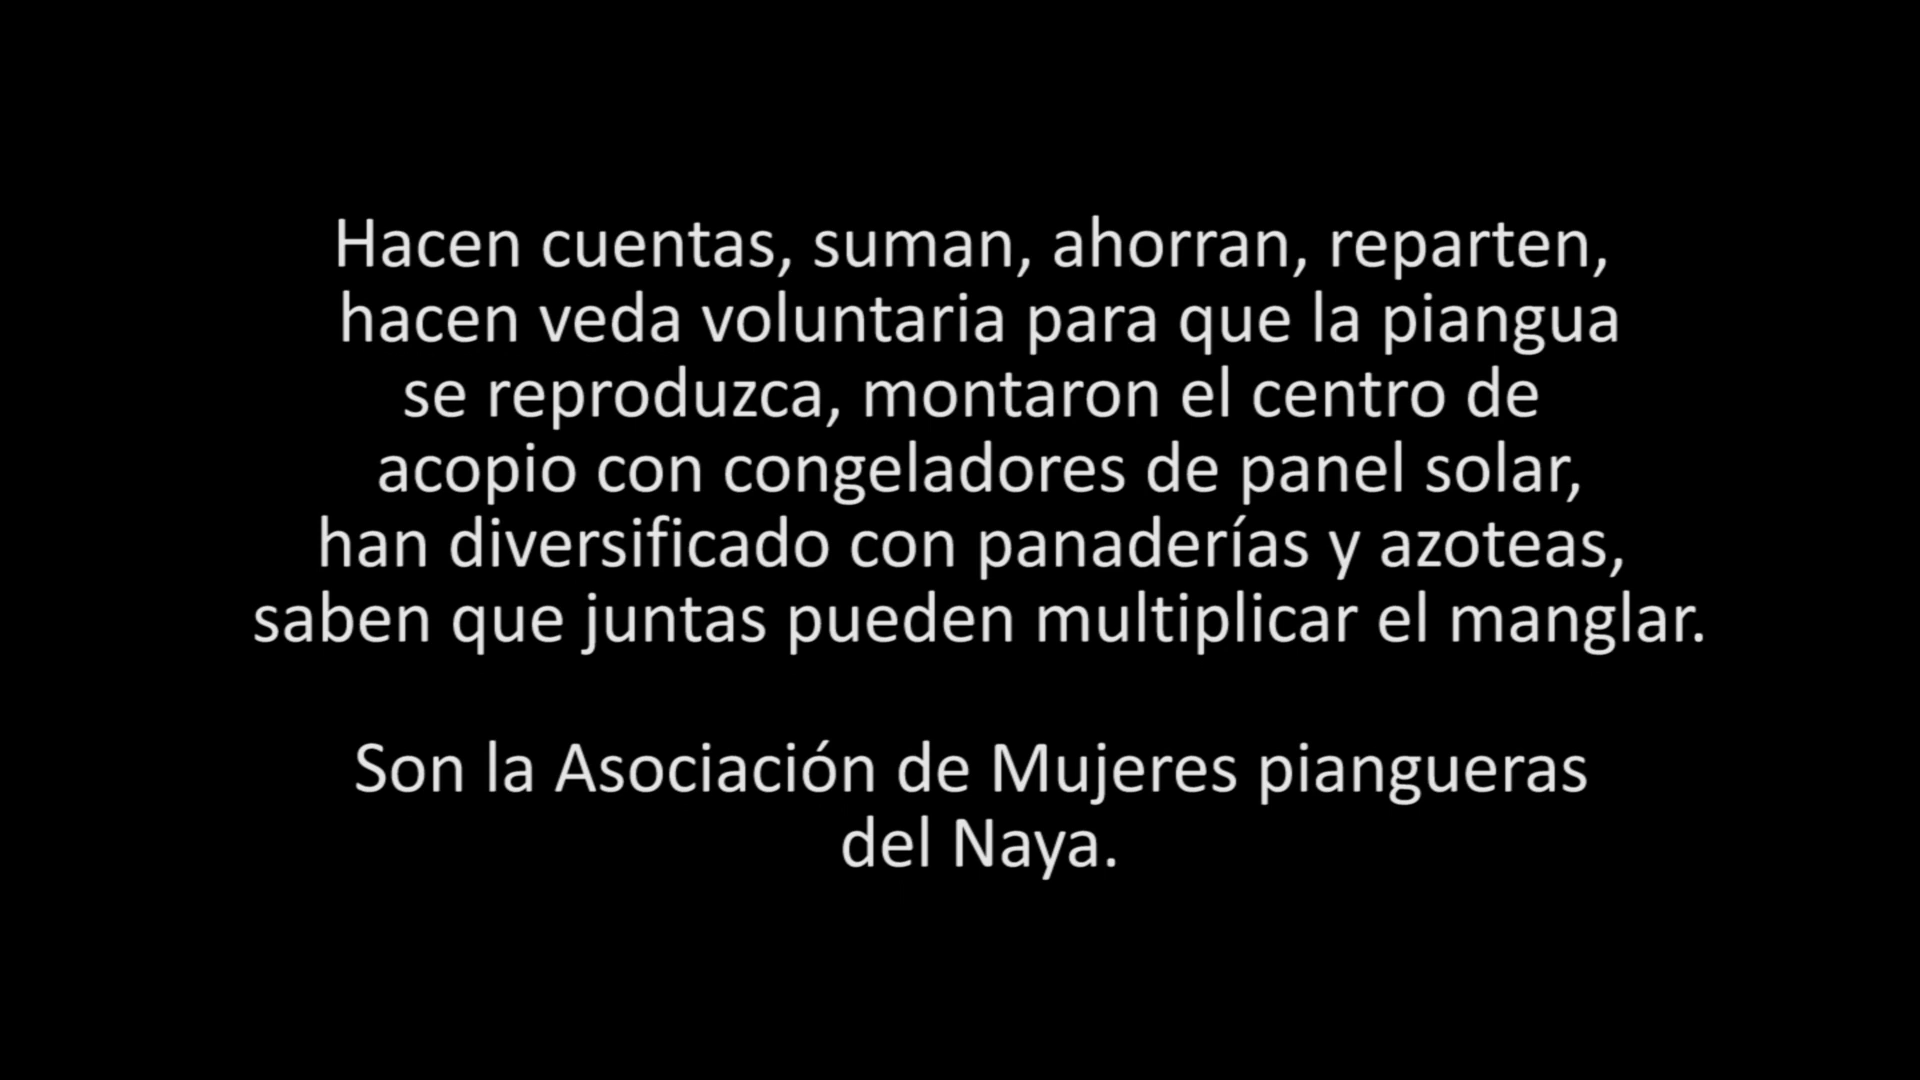 Hacen cuentas, suman, ahorran, reparten,
hacen veda voluntaria para que la piangua
se reproduzca, montaron el centro de
acopio con congeladores de panel solar,
han diversificado con panaderías y azoteas,
saben que juntas pueden multiplicar el manglar.
Son la Asociación de Mujeres piangueras
del Naya.